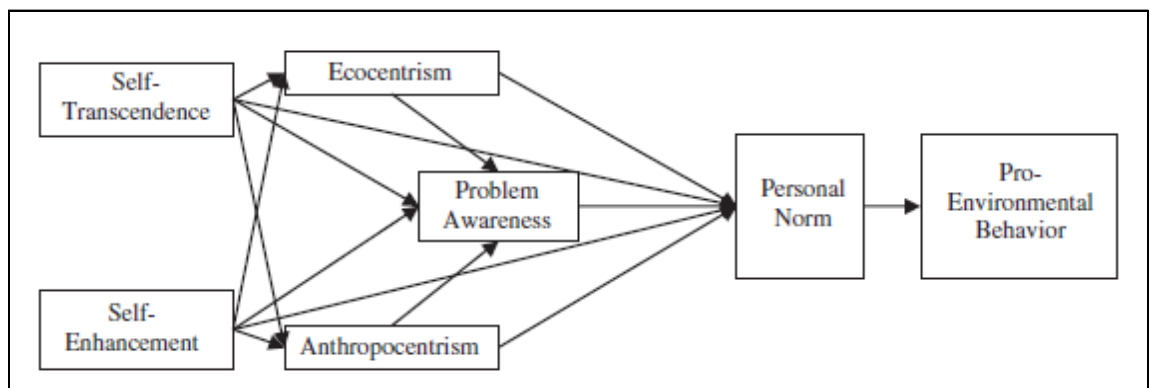 Self-
Transcendence
Ecocentrism
Problem
Awareness
Personal
Norm
Pro-
Environmental
Behavior
Self-
Enhancement
Anthropocentrism